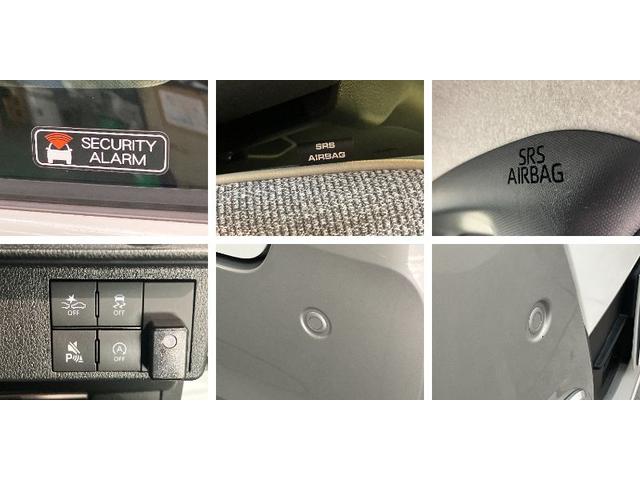 SECURITY
ALARM
SRS
AIRBAG
SRS
AIRBAG
OFF
OFF
P
A
OFF